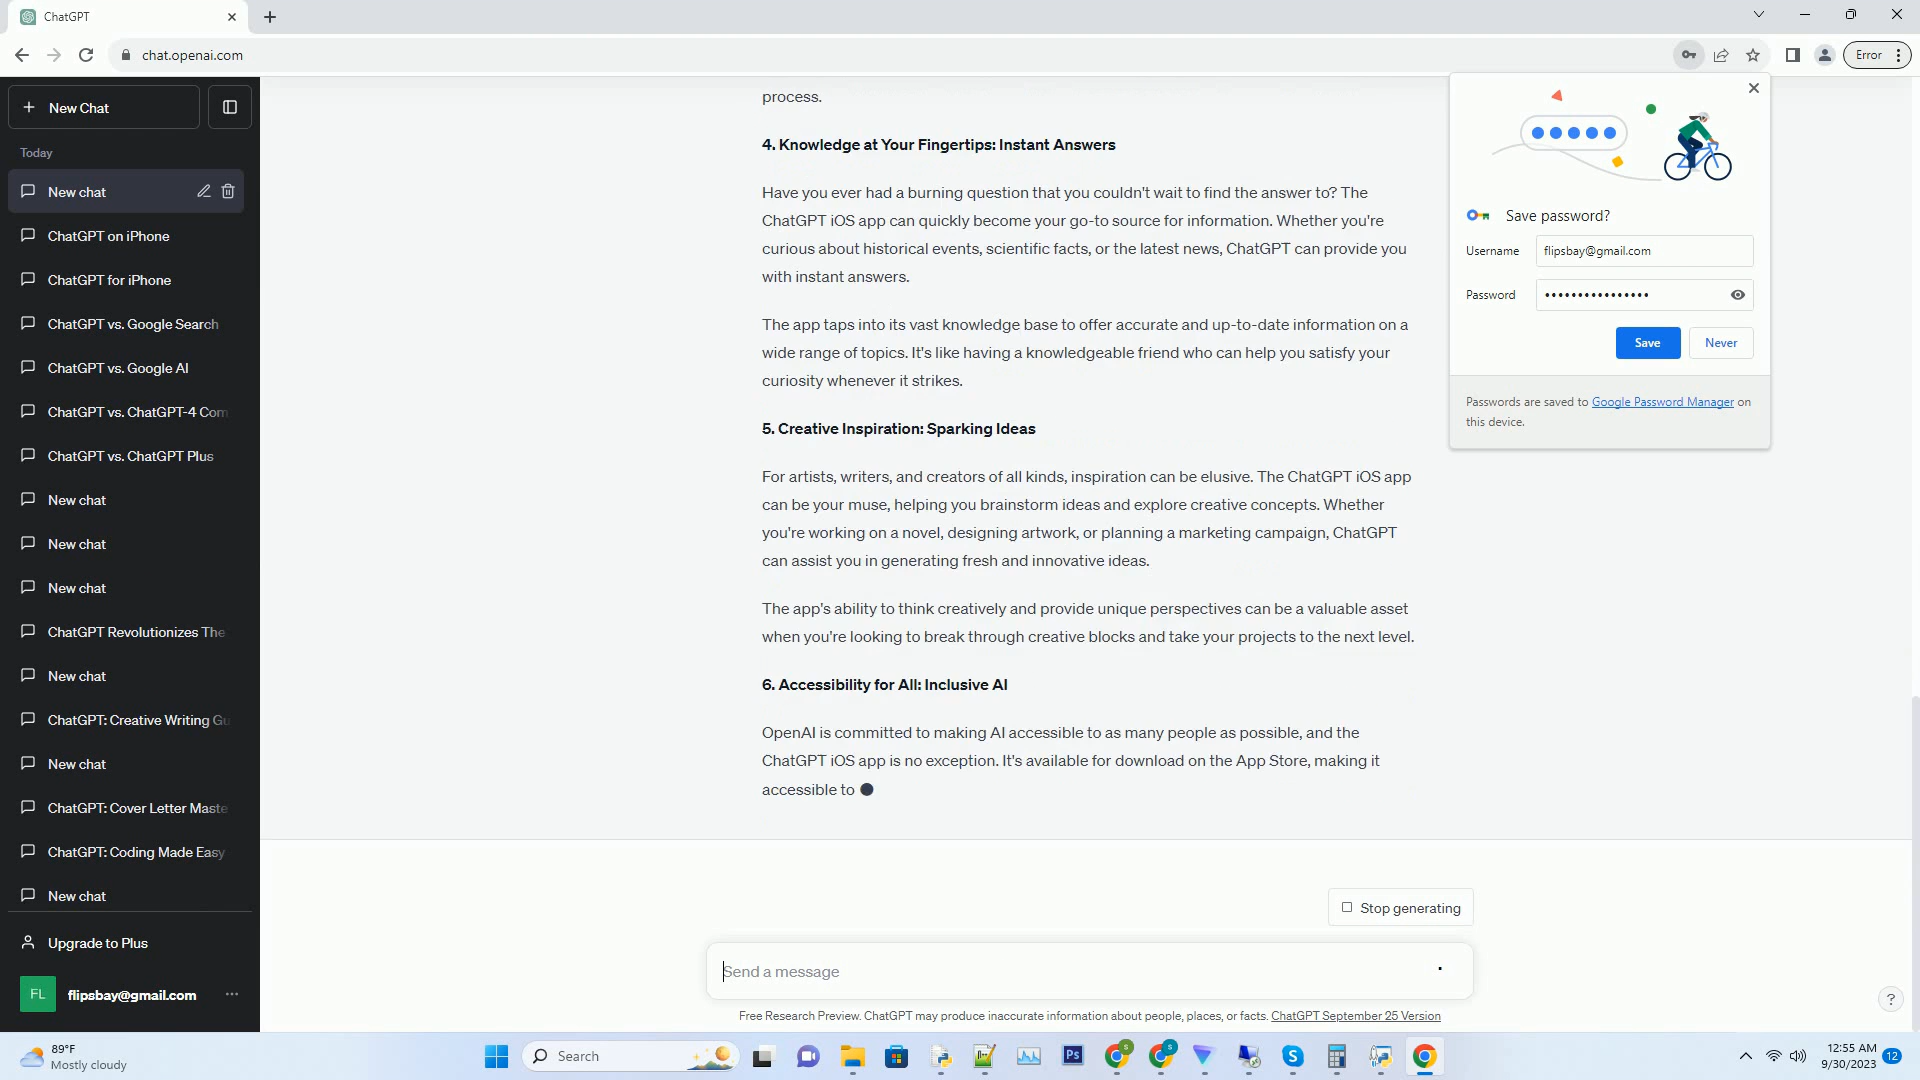 ChatGPT
chat.openai.com
Error
New Chat
Today
New chat
ChatGPT on iPhone
ChatGPT for iPhone
ChatGPT vs. Google Search
ChatGPT vs. Google AI
ChatGPT vs. ChatGPT-4 Com
ChatGPT vs. ChatGPT Plus
New chat
New chat
New chat
ChatGPT Revolutionizes The
New chat
ChatGPT: Creative Writing Gu
New chat
ChatGPT: Cover Letter Maste
ChatGPT: Coding Made Easy
New chat
Upgrade to Plus
FL
flipsbay@gmail.com
process.
4. Knowledge at Your Fingertips: Instant Answers
Have you ever had a burning question that you couldn't wait to find the answer to? The
ChatGPT iOS app can quickly become your go-to source for information. Whether you're
curious about historical events, scientific facts, or the latest news, ChatGPT can provide you
with instant answers.
The app taps into its vast knowledge base to offer accurate and up-to-date information on a
wide range of topics. It's like having a knowledgeable friend who can help you satisfy your
curiosity whenever it strikes.
5. Creative Inspiration: Sparking Ideas
For artists, writers, and creators of all kinds, inspiration can be elusive. The ChatGPT iOS app
can be your muse, helping you brainstorm ideas and explore creative concepts. Whether
you're working on a novel, designing artwork, or planning a marketing campaign, ChatGPT
can assist you in generating fresh and innovative ideas.
The app's ability to think creatively and provide unique perspectives can be a valuable asset
when you're looking to break through creative blocks and take your projects to the next level.
6. Accessibility for All: Inclusive AI
OpenAI is committed to making AI accessible to as many people as possible, and the
ChatGPT iOS app is no exception. It's available for download on the App Store, making it
accessible to
Stop generating
Send a message
Free Research Preview. ChatGPT may produce inaccurate information about people, places, or facts. ChatGPT September 25 Version
?
Save password?
Username
flipsbay@gmail.com
Password
••••••••••••••••
Save
Never
Passwords are saved to Google Password Manager on
this device.
89°F
Mostly cloudy
Search
Ps
S
S
12:55 AM
9/30/2023
12